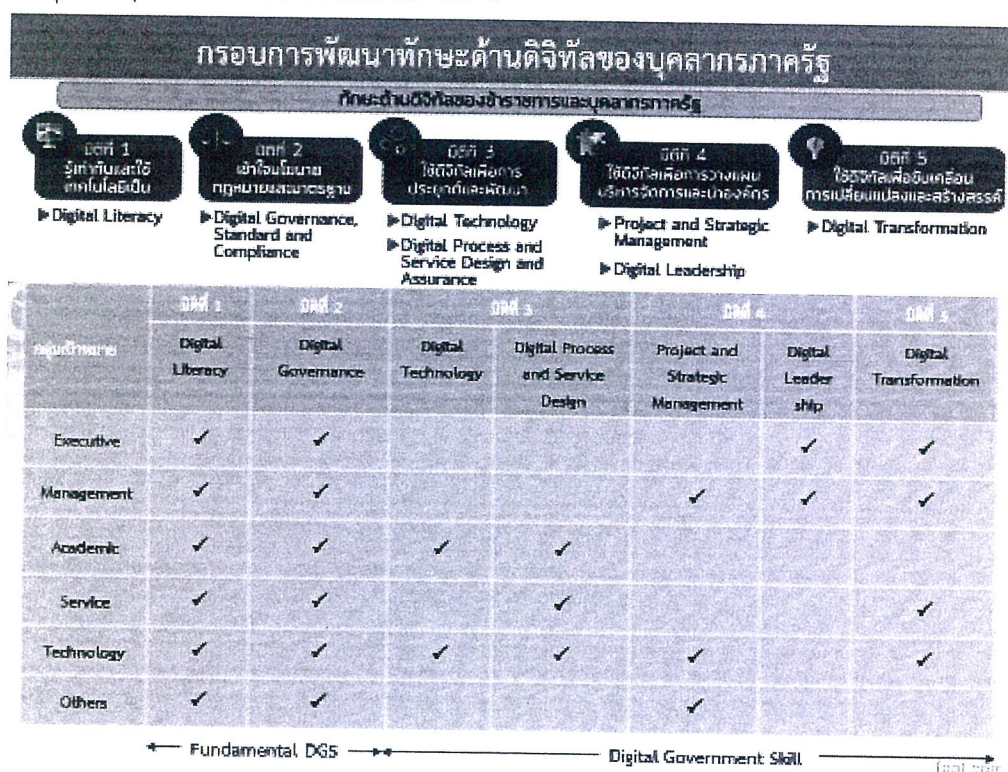 กรอบการพัฒนาทักษะด้านดิจิทัลของบุคลากรภาครัฐ
ทักษะด้านดิจิทัลของข้าราชการและบุคลากรภาครัฐ
มิติที่ 1
รู้เท่าทันและใช้
เทคโนโลยีเป็น
Digital Literacy
มิติที่ 2
เข้าใจนโยบาย
กฎหมายและมาตรฐาน
Digital Governance,
Standard and
Compliance
มิติที่ 3
ใช้ดิจิทัลเพื่อการ
ประยุกต์และพัฒนา
Digital Technology
Digital Process and
Service Design and
Assurance
มิติที่ 4
ใช้ดิจิทัลเพื่อการวางแผน
บริหารจัดการและนำองค์กร
Project and Strategic
Management
Digital Leadership
มิติที่ 5
ใช้ดิจิทัลเพื่อขับเคลื่อน
การเปลี่ยนแปลงและสร้างสรรค์
Digital Transformation
กลุ่มเป้าหมาย มิติที่ 1 มิติที่ 2 มิติที่ 3 มิติที่ 4 มิติที่ 5
Digital
Literacy
Digital
Governance
Digital
Technology
Digital Process
and Service
Design
Project and
Strategic
Management
Digital
Leader
ship
Digital
Transformation
Executive ✓ ✓ ✓ ✓
Management ✓ ✓ ✓ ✓ ✓
Academic ✓ ✓ ✓ ✓
Service ✓ ✓ ✓ ✓
Technology ✓ ✓ ✓ ✓ ✓ ✓
Others ✓ ✓ ✓
Fundamental DGS
Digital Government Skill